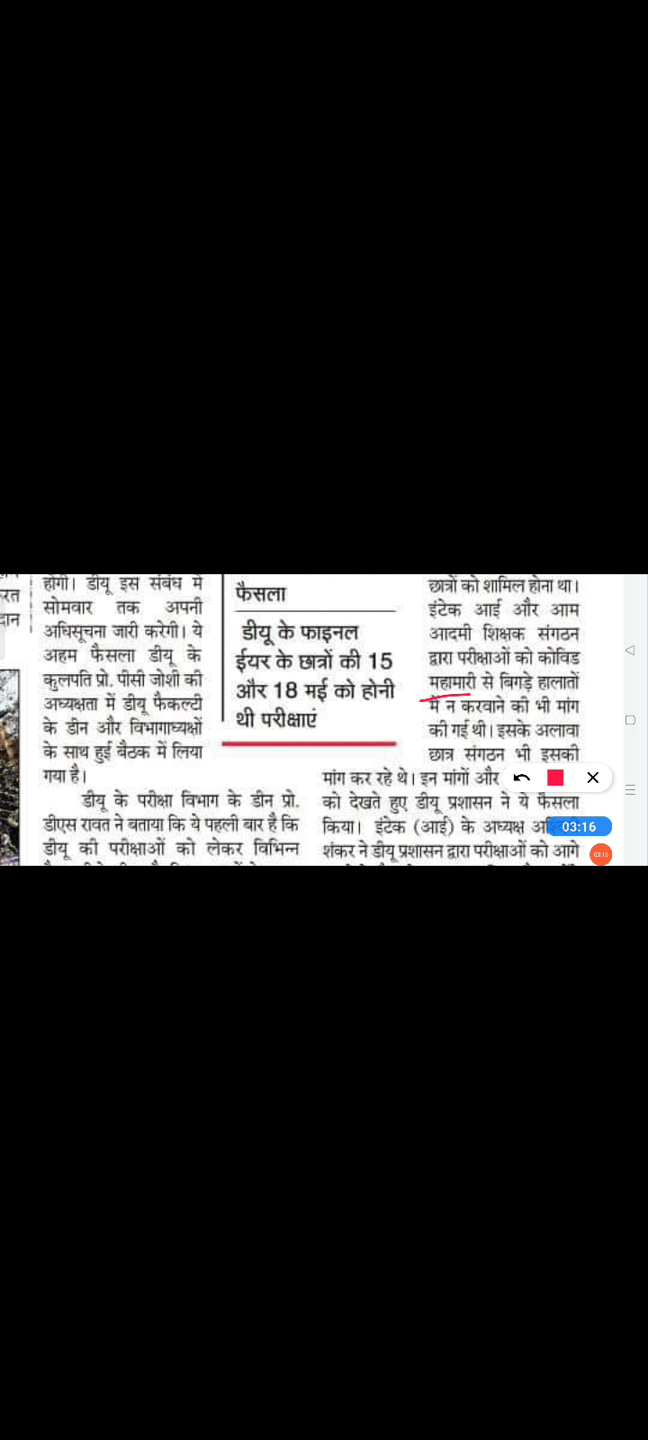 रत
दान
होगी। डीयू इस संबंध में
सोमवार तक अपनी
अधिसूचना जारी करेगी। ये
अहम फैसला डीयू के
कुलपति प्रो. पीसी जोशी की
अध्यक्षता में डीयू फैकल्टी
के डीन और विभागाध्यक्षों
के साथ हुई बैठक में लिया
गया है।
डीयू के परीक्षा विभाग के डीन प्रो.
डीएस रावत ने बताया कि ये पहली बार है कि
डीयू की परीक्षाओं को लेकर विभिन्न
फैसला
डीयू के फाइनल
ईयर के छात्रों की 15
और 18 मई को होनी
थी परीक्षाएं
छात्रों को शामिल होना था।
इंटेक आई और आम
आदमी शिक्षक संगठन
द्वारा परीक्षाओं को कोविड
महामारी से बिगड़े हालातों
में न करवाने की भी मांग
की गई थी। इसके अलावा
छात्र संगठन भी इसकी
मांग कर रहे थे। इन मांगों और
को देखते हुए डीयू प्रशासन ने ये फैसला
किया। इंटेक (आई) के अध्यक्ष
शंकर ने डीयू प्रशासन द्वारा परीक्षाओं को आगे
03:16
03:15